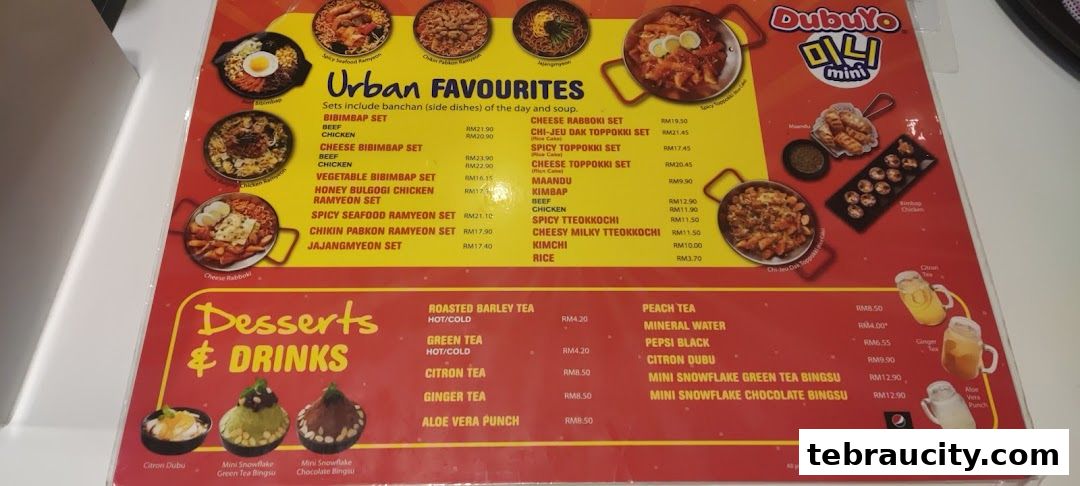 DubuYo
미니
mini
Spicy Seafood Ramyeon
Chikin Pabkon Ramyeon
Jajangmyeon
Beef Bibimbap
Chicken Ramyeon
Cheese Rabboki
Maandu
Kimbap
Chicken
Urban FAVOURITES
Sets include banchan (side dishes) of the day and soup.
BIBIMBAP SET
BEEF RM21.90
CHICKEN RM20.90
CHEESE BIBIMBAP SET
BEEF RM23.90
CHICKEN RM22.90
VEGETABLE BIBIMBAP SET RM16.15
HONEY BULGOGI CHICKEN
RAMYEON SET
SPICY SEAFOOD RAMYEON SET RM21.10
CHIKIN PABKON RAMYEON SET RM17.90
JAJANGMYEON SET RM17.40
CHEESE RABBOKI SET RM19.50
CHI-JEU DAK TOPPOKKI SET RM21.45
(Rice Cake)
SPICY TOPPOKKI SET RM17.45
(Rice Cake)
CHEESE TOPPOKKI SET RM20.45
(Rice Cake)
MAANDU RM9.90
KIMBAP
BEEF RM12.90
CHICKEN RM11.90
SPICY TTEOKKOCHI RM11.50
CHEESY MILKY TTEOKKOCHI RM11.50
KIMCHI RM10.00
RICE RM3.70
Desserts
& DRINKS
ROASTED BARLEY TEA
HOT/COLD RM4.20
GREEN TEA
HOT/COLD RM4.20
CITRON TEA RM8.50
GINGER TEA RM8.50
ALOE VERA PUNCH RM8.50
PEACH TEA RM8.50
MINERAL WATER RM4.00*
PEPSI BLACK RM6.55
CITRON DUBU RM9.90
MINI SNOWFLAKE GREEN TEA BINGSU RM12.90
MINI SNOWFLAKE CHOCOLATE BINGSU RM12.90
Citron
Tea
Ginger
Tea
Aloe
Vera
Punch
Citron Dubu
Mini Snowflake
Green Tea Bingsu
Mini Snowflake
Chocolate Bingsu
tebraucity.com